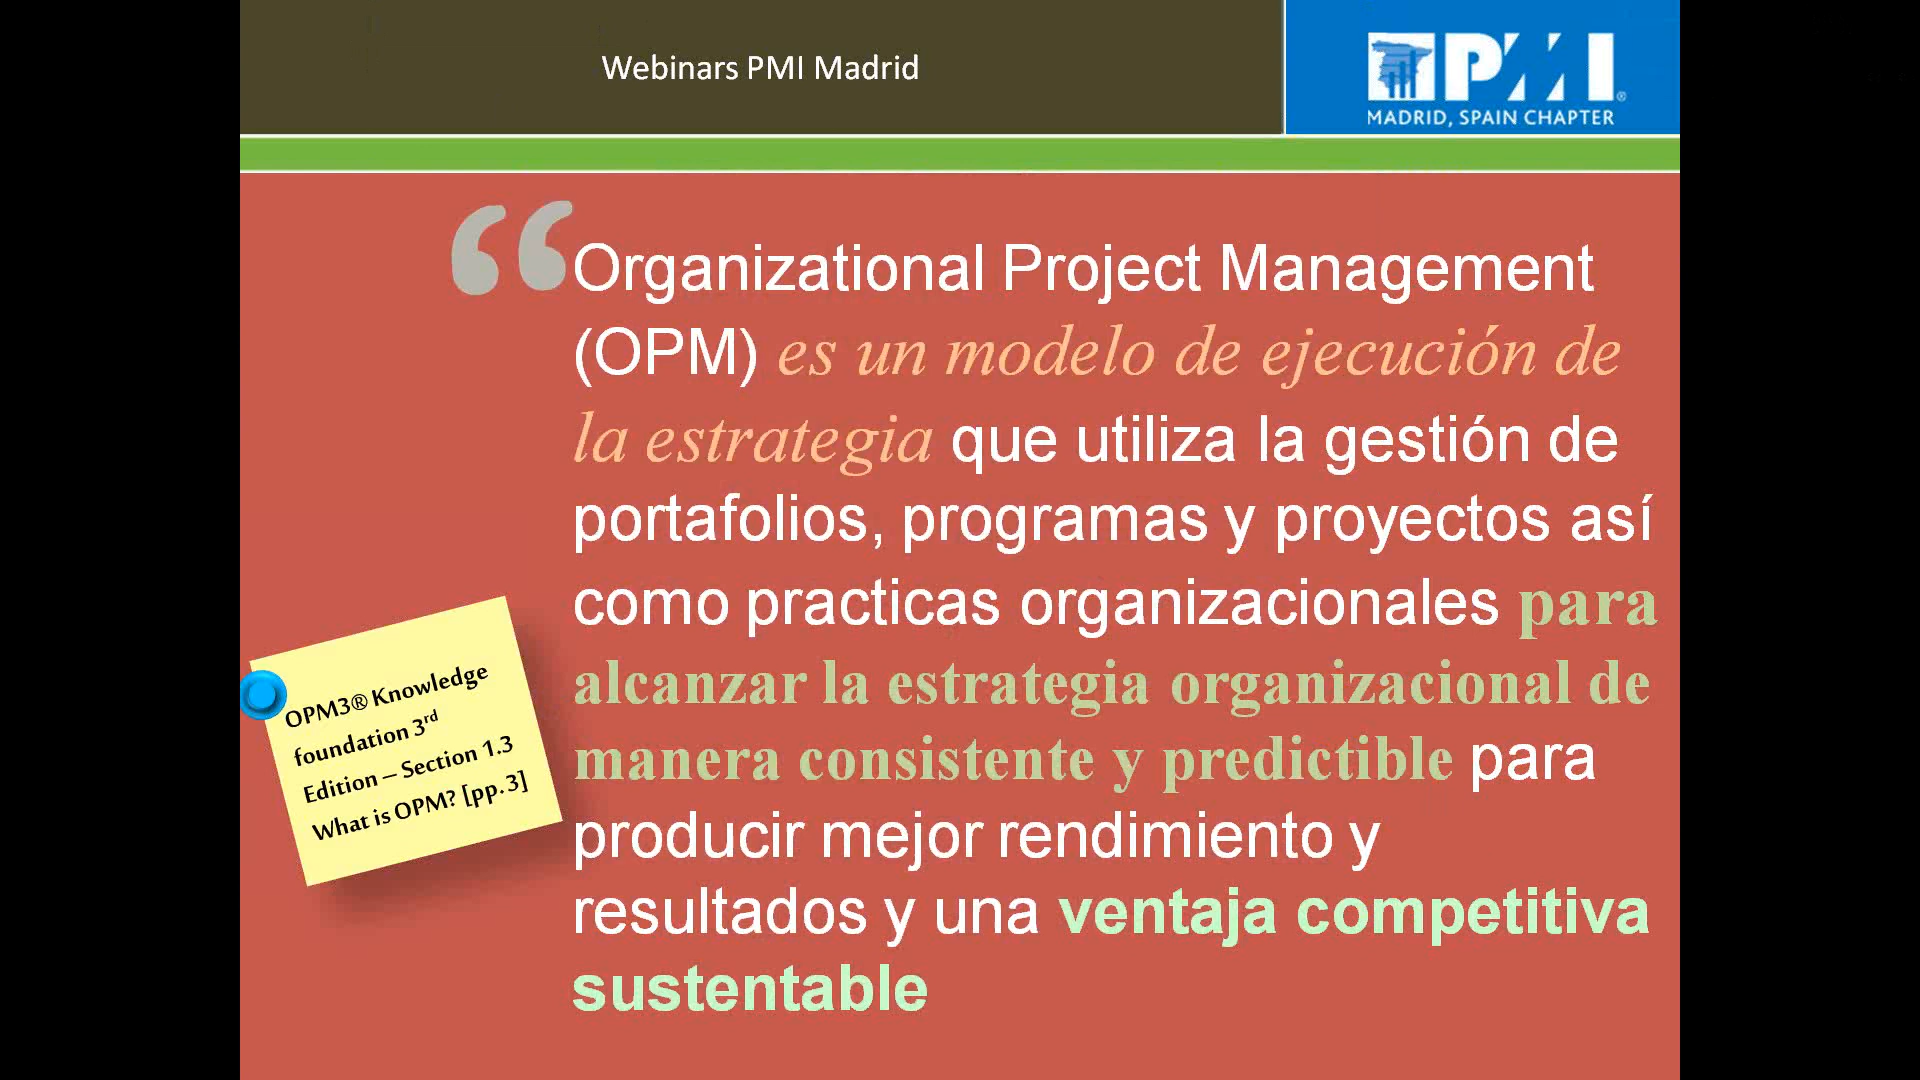 Webinars PMI Madrid
PMI®
MADRID, SPAIN CHAPTER
“Organizational Project Management
(OPM) es un modelo de ejecución de
la estrategia que utiliza la gestión de
portafolios, programas y proyectos así
como practicas organizacionales para
alcanzar la estrategia organizacional de
manera consistente y predictible para
producir mejor rendimiento y
resultados y una ventaja competitiva
sustentable
OPM3® Knowledge
foundation 3rd
Edition – Section 1.3
What is OPM? [pp.3]